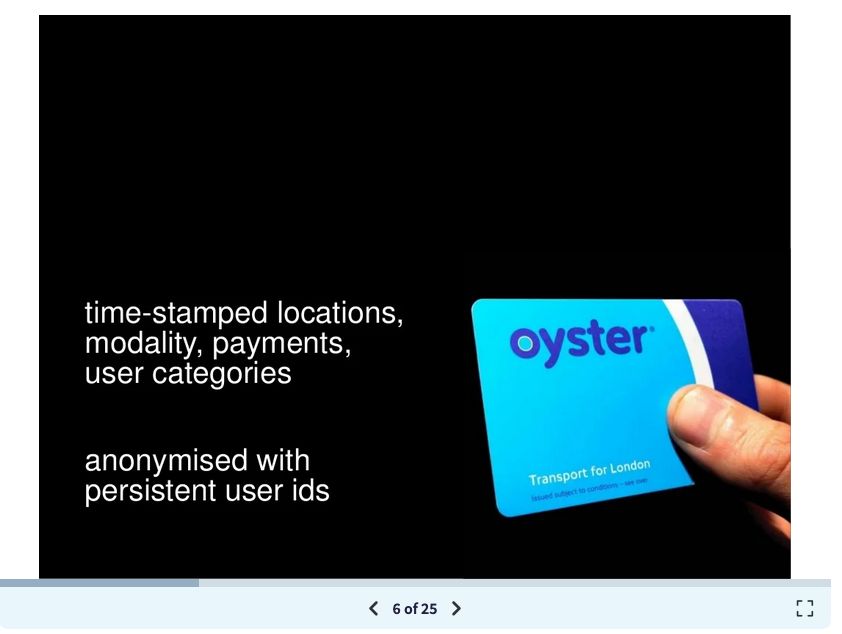 time-stamped locations,
modality, payments,
user categories
anonymised with
persistent user ids
oyster
Transport for London
Issued subject to conditions – see over
6 of 25